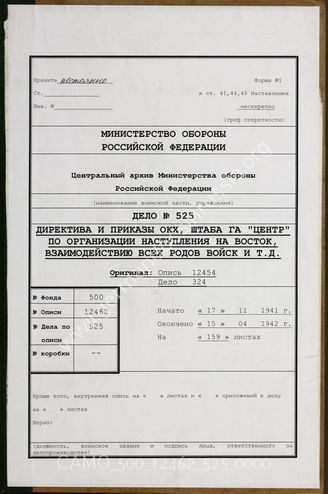 Хранить постоянно
Форма №1
Ст.
к ст. 41,44,45 Наставления
Инв. №
несекретно
(гриф секретности)
МИНИСТЕРСТВО ОБОРОНЫ
РОССИЙСКОЙ ФЕДЕРАЦИИ
Центральный архив Министерства обороны
Российской Федерации
(наименование воинской части, учреждения)
ДЕЛО № 525
ДИРЕКТИВА И ПРИКАЗЫ ОКХ, ШТАБА ГА "ЦЕНТР"
ПО ОРГАНИЗАЦИИ НАСТУПЛЕНИЯ НА ВОСТОК,
ВЗАИМОДЕЙСТВИЮ ВСЕХ РОДОВ ВОЙСК И Т.Д.
Оригинал: Опись 12454
Дело 324
№ Фонда 500
№ Описи 12462
№ Дела по описи 525
№ коробки --
Начато « 17 » 11 1941 г.
Окончено « 15 » 04 1942 г.
На « 159 » листах
Кроме того, внутренняя опись на « » листах и « » приложений к делу
на « » листах
Верно:
(должность, воинское звание и подпись лица, ответственного за
делопроизводство)
CAMO_500_12462_525_0000